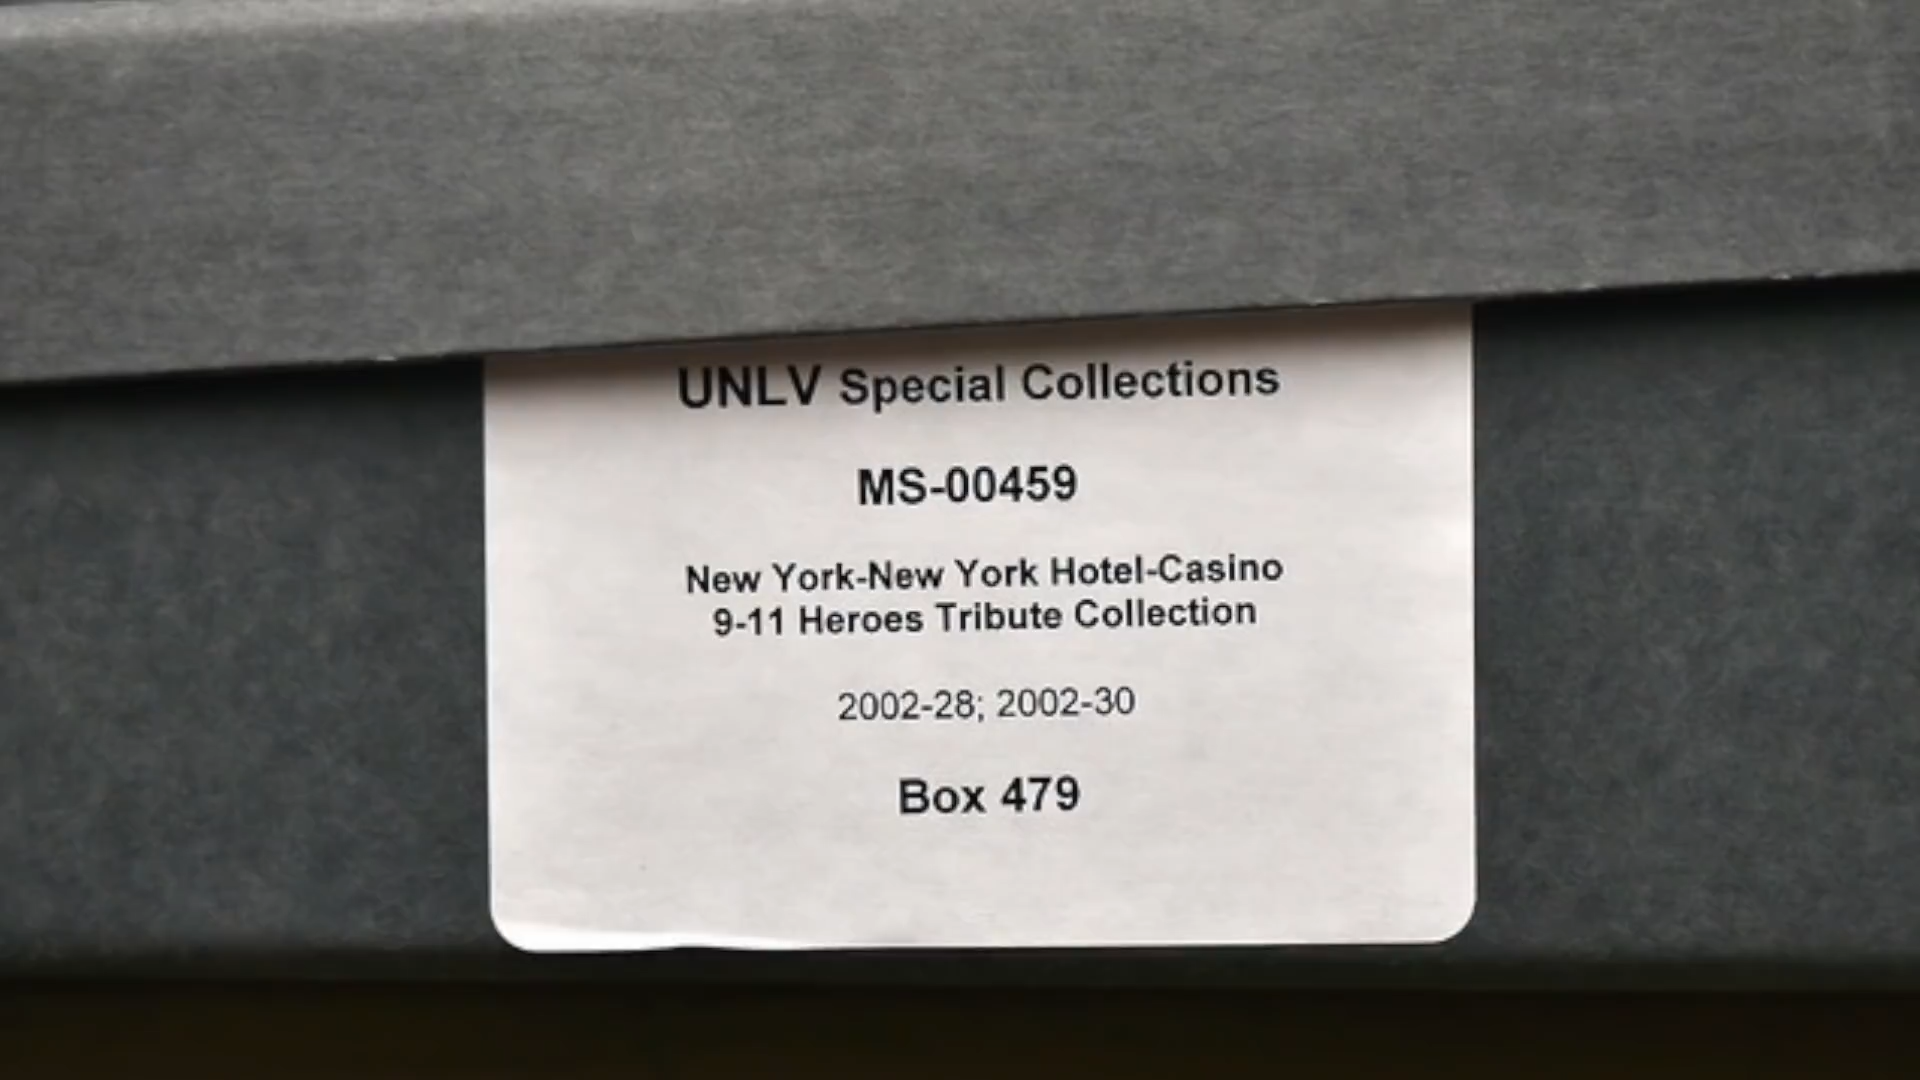 UNLV Special Collections
MS-00459
New York-New York Hotel-Casino
9-11 Heroes Tribute Collection
2002-28; 2002-30
Box 479